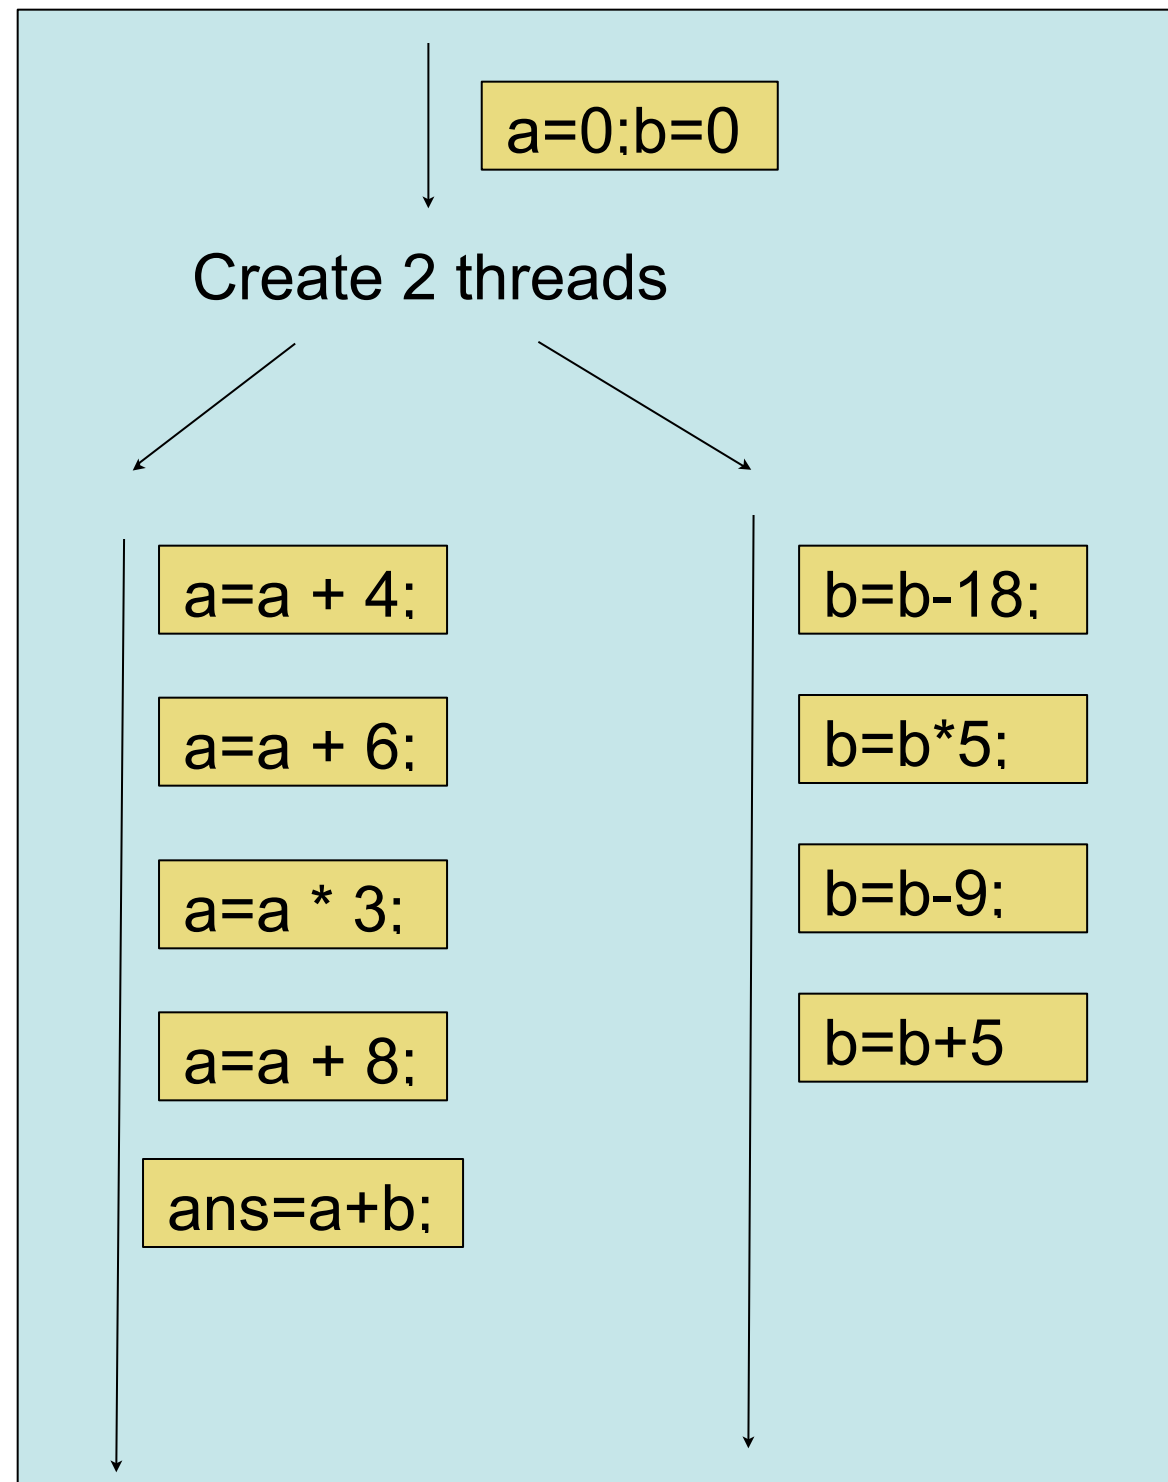 a=0;b=0
Create 2 threads
a=a + 4;
a=a + 6;
a=a * 3;
a=a + 8;
ans=a+b;
b=b-18;
b=b*5;
b=b-9;
b=b+5